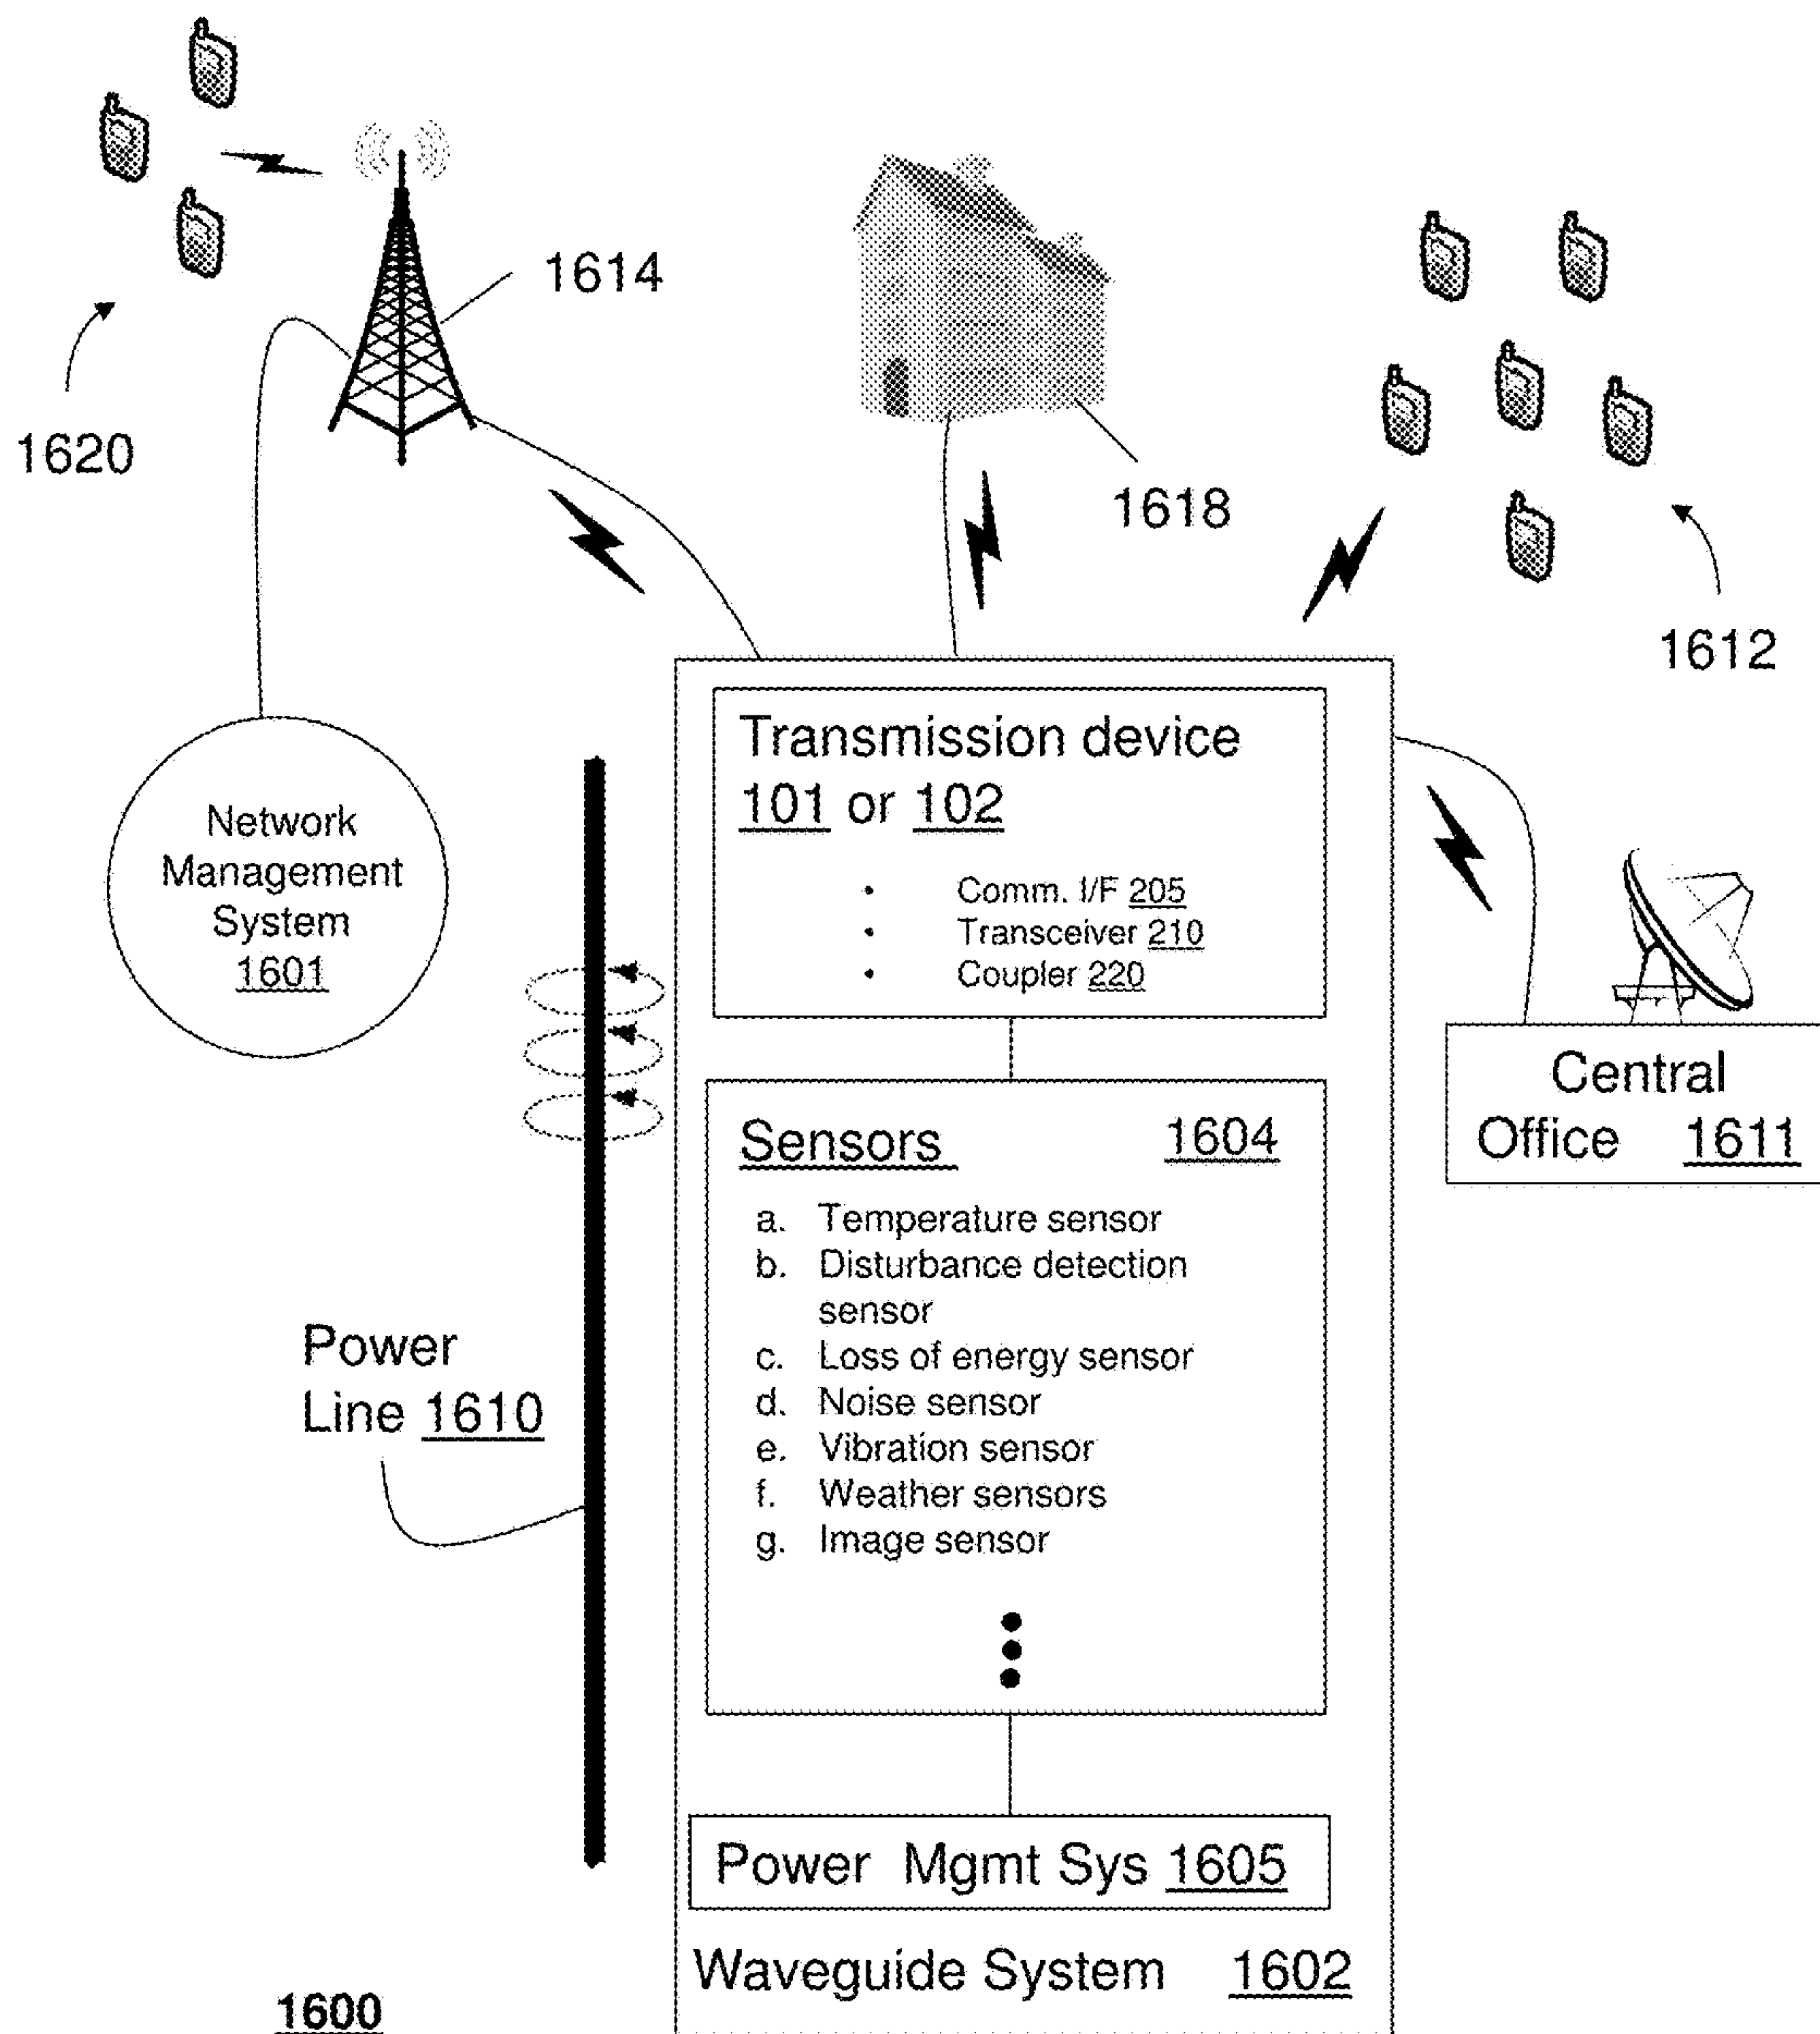 1614
1620
1618
1612
Network
Management
System
1601
Transmission device
101 or 102
• Comm. I/F 205
• Transceiver 210
• Coupler 220
Central
Office 1611
Sensors 1604
a. Temperature sensor
b. Disturbance detection
sensor
c. Loss of energy sensor
d. Noise sensor
e. Vibration sensor
f. Weather sensors
g. Image sensor
Power
Line 1610
Power Mgmt Sys 1605
Waveguide System 1602
1600